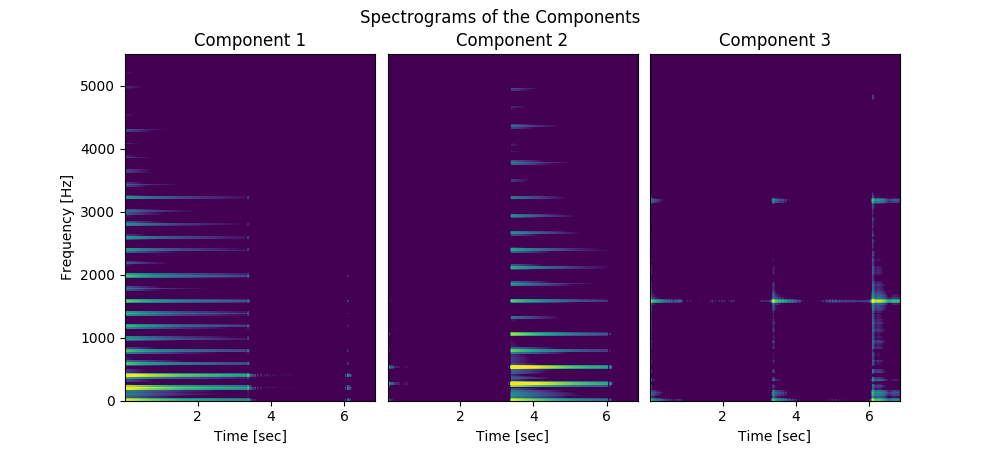 Spectrograms of the Components
Component 1
Component 2
Component 3
Frequency [Hz]
5000
4000
3000
2000
1000
0
2 4 6
2 4 6
2 4 6
Time [sec]
Time [sec]
Time [sec]